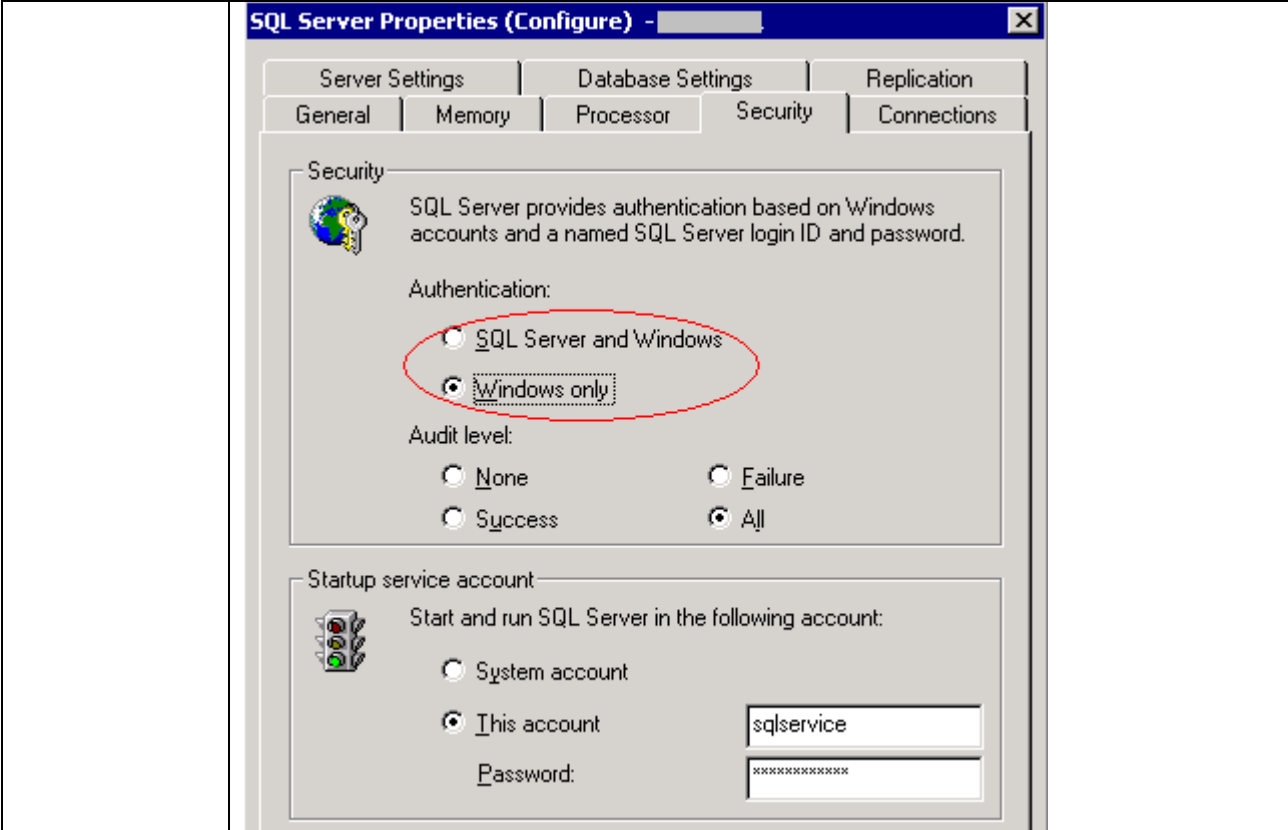 SQL Server Properties (Configure) -
Server Settings Database Settings Replication
General Memory Processor Security Connections
Security
SQL Server provides authentication based on Windows
accounts and a named SQL Server login ID and password.
Authentication:
SQL Server and Windows
Windows only
Audit level:
None Failure
Success All
Startup service account
Start and run SQL Server in the following account:
System account
This account sqlservice
Password: ************